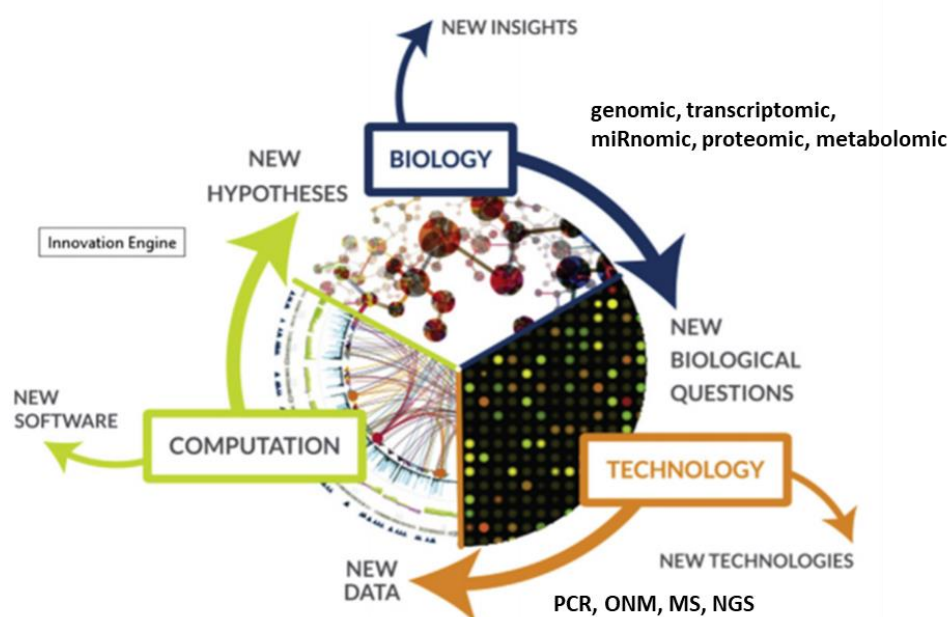 NEW INSIGHTS
genomic, transcriptomic,
miRnomic, proteomic, metabolomic
BIOLOGY
NEW
HYPOTHESES
Innovation Engine
NEW
BIOLOGICAL
QUESTIONS
NEW
SOFTWARE
COMPUTATION
TECHNOLOGY
NEW TECHNOLOGIES
NEW
DATA
PCR, ONM, MS, NGS